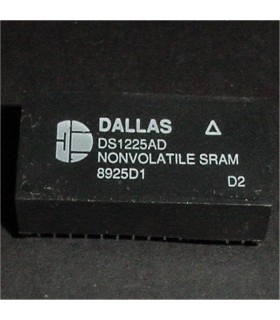 DALLAS Δ
DS1225AD
NONVOLATILE SRAM
8925D1
D2